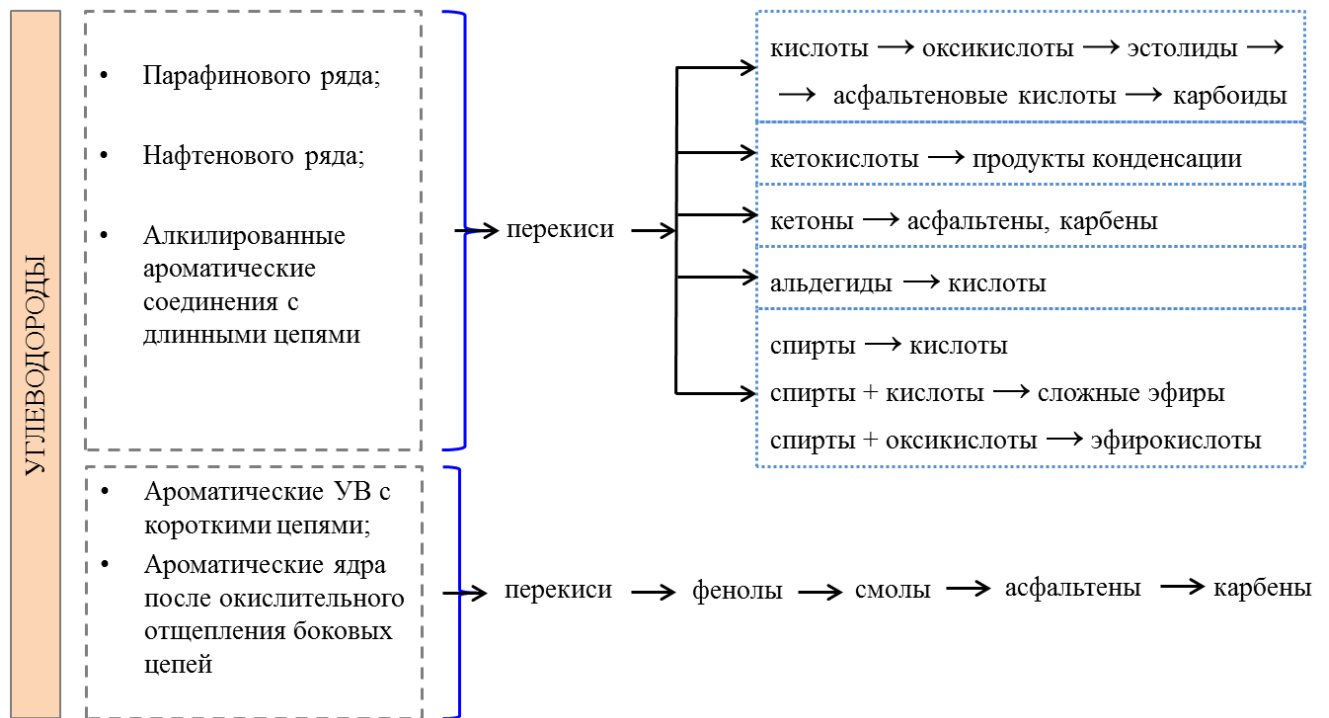 УГЛЕВОДОРОДЫ
• Парафинового ряда;
• Нафтенового ряда;
• Алкилированные
ароматические
соединения с
длинными цепями
перекиси
кислоты → оксикислоты → эстолиды →
→ асфальтеновые кислоты → карбоиды
кетокислоты → продукты конденсации
кетоны → асфальтены, карбены
альдегиды → кислоты
спирты → кислоты
спирты + кислоты → сложные эфиры
спирты + оксикислоты → эфирокислоты
• Ароматические УВ с
короткими цепями;
• Ароматические ядра
после окислительного
отщепления боковых
цепей
перекиси → фенолы → смолы → асфальтены → карбены